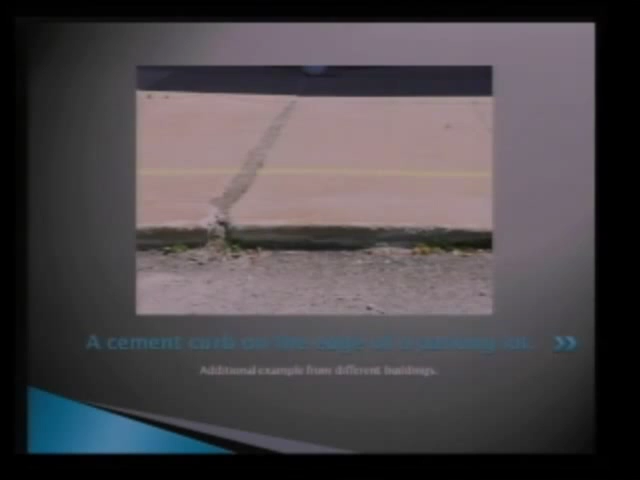 A cement curb on the edge of a parking lot.
Additional example from different buildings.